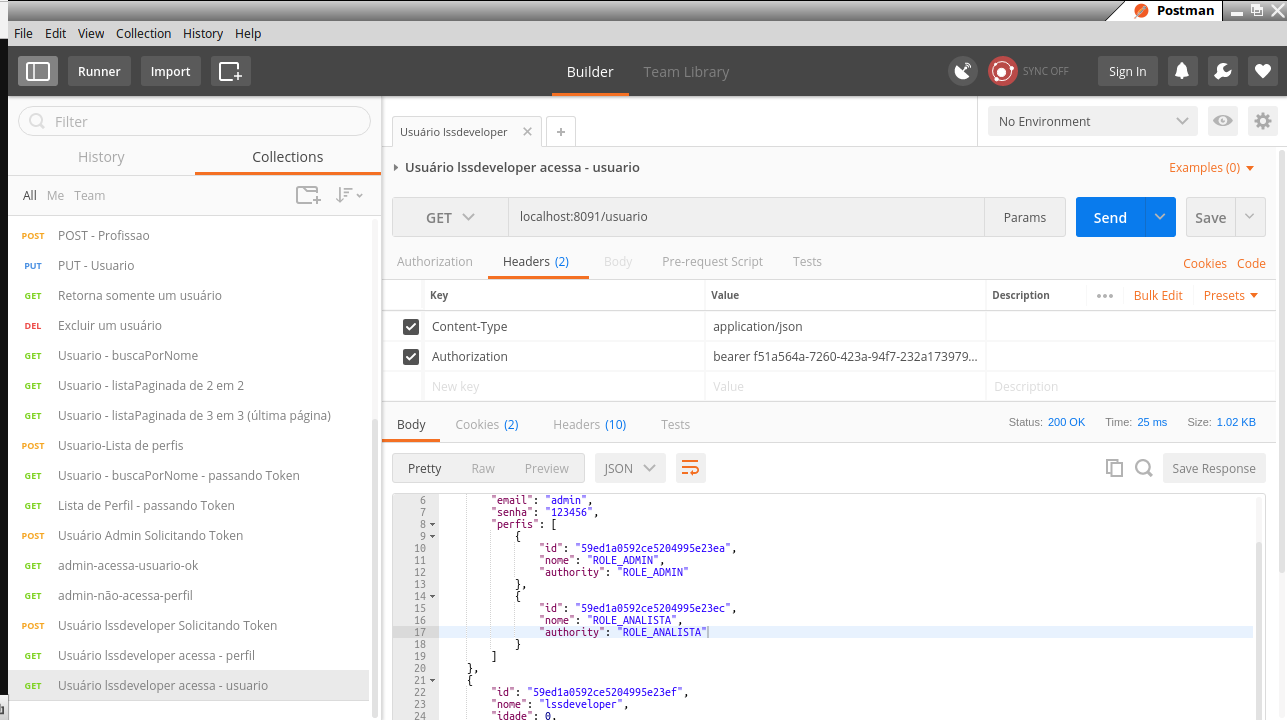 Postman
File Edit View Collection History Help
Runner Import Builder Team Library SYNC OFF Sign In
Filter
History Collections
All Me Team
POST POST - Profissao
PUT PUT - Usuario
GET Retorna somente um usuário
DEL Excluir um usuário
GET Usuario - buscaPorNome
GET Usuario - listaPaginada de 2 em 2
GET Usuario - listaPaginada de 3 em 3 (última página)
POST Usuario-Lista de perfis
GET Usuario - buscaPorNome - passando Token
GET Lista de Perfil - passando Token
POST Usuário Admin Solicitando Token
GET admin-acessa-usuario-ok
GET admin-não-acessa-perfil
POST Usuário lssdeveloper Solicitando Token
GET Usuário lssdeveloper acessa - perfil
GET Usuário lssdeveloper acessa - usuario
Usuário lssdeveloper
No Environment
Usuário lssdeveloper acessa - usuario Examples (0)
GET localhost:8091/usuario Params Send Save
Authorization Headers (2) Body Pre-request Script Tests Cookies Code
Key Value Description Bulk Edit Presets
Content-Type application/json
Authorization bearer f51a564a-7260-423a-94f7-232a173979...
New key Value Description
Body Cookies (2) Headers (10) Tests Status: 200 OK Time: 25 ms Size: 1.02 KB
Pretty Raw Preview JSON Save Response
6 "email": "admin",
7 "senha": "123456",
8 "perfis": [
9 {
10 "id": "59ed1a0592ce5204995e23ea",
11 "nome": "ROLE_ADMIN",
12 "authority": "ROLE_ADMIN"
13 },
14 {
15 "id": "59ed1a0592ce5204995e23ec",
16 "nome": "ROLE_ANALISTA",
17 "authority": "ROLE_ANALISTA"
18 }
19 ]
20 },
21 {
22 "id": "59ed1a0592ce5204995e23ef",
23 "nome": "lssdeveloper",
24 "idade": 0,